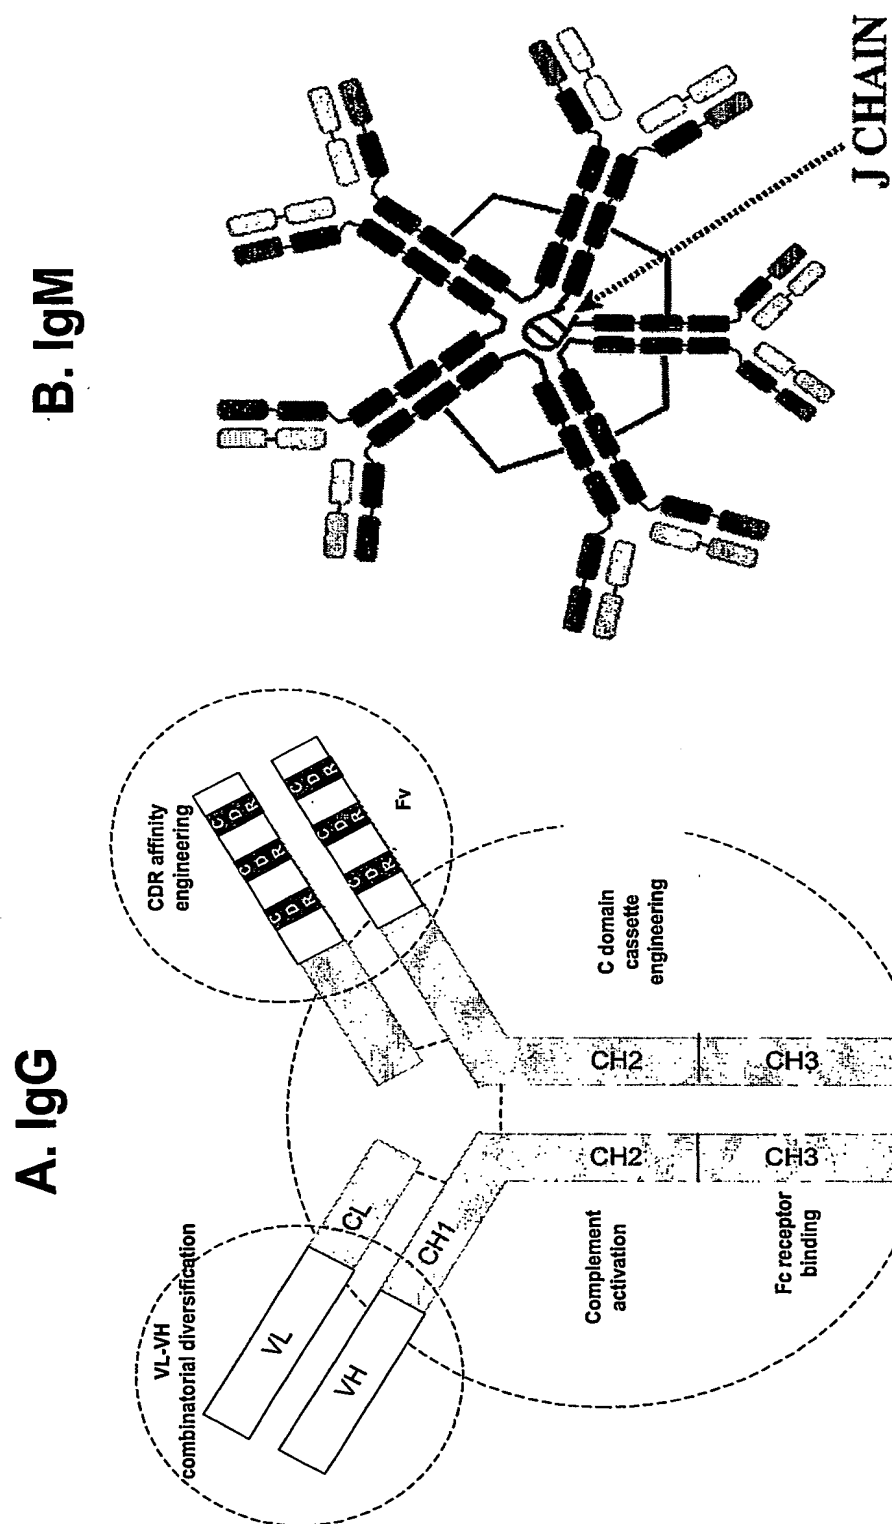 A. IgG
VL-VH
combinatorial diversification
CDR affinity
engineering
VL
CL
VH
CH1
C
D
R
C
D
R
C
D
R
C
D
R
C
D
R
C
D
R
Fv
Complement
activation
CH2
CH2
C domain
cassette
engineering
Fc receptor
binding
CH3
CH3
B. IgM
J CHAIN